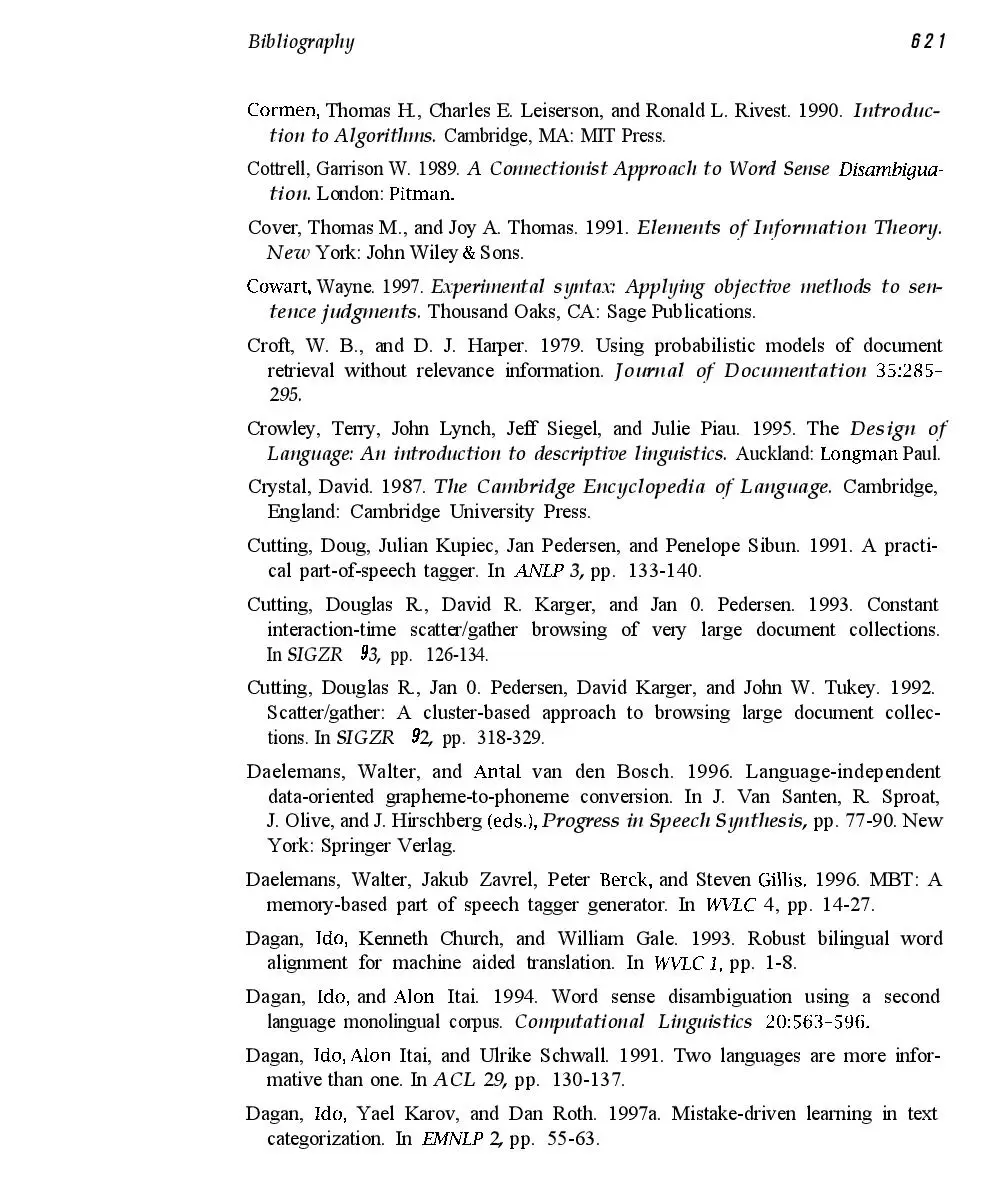 Bibliography 621
Cormen, Thomas H., Charles E. Leiserson, and Ronald L. Rivest. 1990. Introduc-
tion to Algorithms. Cambridge, MA: MIT Press.
Cottrell, Garrison W. 1989. A Connectionist Approach to Word Sense Disambigua-
tion. London: Pitman.
Cover, Thomas M., and Joy A. Thomas. 1991. Elements of Information Theory.
New York: John Wiley & Sons.
Cowart, Wayne. 1997. Experimental syntax: Applying objective methods to sen-
tence judgments. Thousand Oaks, CA: Sage Publications.
Croft, W. B., and D. J. Harper. 1979. Using probabilistic models of document
retrieval without relevance information. Journal of Documentation 35:285–
295.
Crowley, Terry, John Lynch, Jeff Siegel, and Julie Piau. 1995. The Design of
Language: An introduction to descriptive linguistics. Auckland: Longman Paul.
Crystal, David. 1987. The Cambridge Encyclopedia of Language. Cambridge,
England: Cambridge University Press.
Cutting, Doug, Julian Kupiec, Jan Pedersen, and Penelope Sibun. 1991. A practi-
cal part-of-speech tagger. In ANLP 3, pp. 133-140.
Cutting, Douglas R., David R. Karger, and Jan 0. Pedersen. 1993. Constant
interaction-time scatter/gather browsing of very large document collections.
In SIGZR 93, pp. 126-134.
Cutting, Douglas R., Jan 0. Pedersen, David Karger, and John W. Tukey. 1992.
Scatter/gather: A cluster-based approach to browsing large document collec-
tions. In SIGZR 92, pp. 318-329.
Daelemans, Walter, and Antal van den Bosch. 1996. Language-independent
data-oriented grapheme-to-phoneme conversion. In J. Van Santen, R. Sproat,
J. Olive, and J. Hirschberg (eds.), Progress in Speech Synthesis, pp. 77-90. New
York: Springer Verlag.
Daelemans, Walter, Jakub Zavrel, Peter Berck, and Steven Gillis. 1996. MBT: A
memory-based part of speech tagger generator. In WVLC 4, pp. 14-27.
Dagan, Ido, Kenneth Church, and William Gale. 1993. Robust bilingual word
alignment for machine aided translation. In WVLC 1, pp. 1-8.
Dagan, Ido, and Alon Itai. 1994. Word sense disambiguation using a second
language monolingual corpus. Computational Linguistics 20:563–596.
Dagan, Ido, Alon Itai, and Ulrike Schwall. 1991. Two languages are more infor-
mative than one. In ACL 29, pp. 130-137.
Dagan, Ido, Yael Karov, and Dan Roth. 1997a. Mistake-driven learning in text
categorization. In EMNLP 2, pp. 55-63.